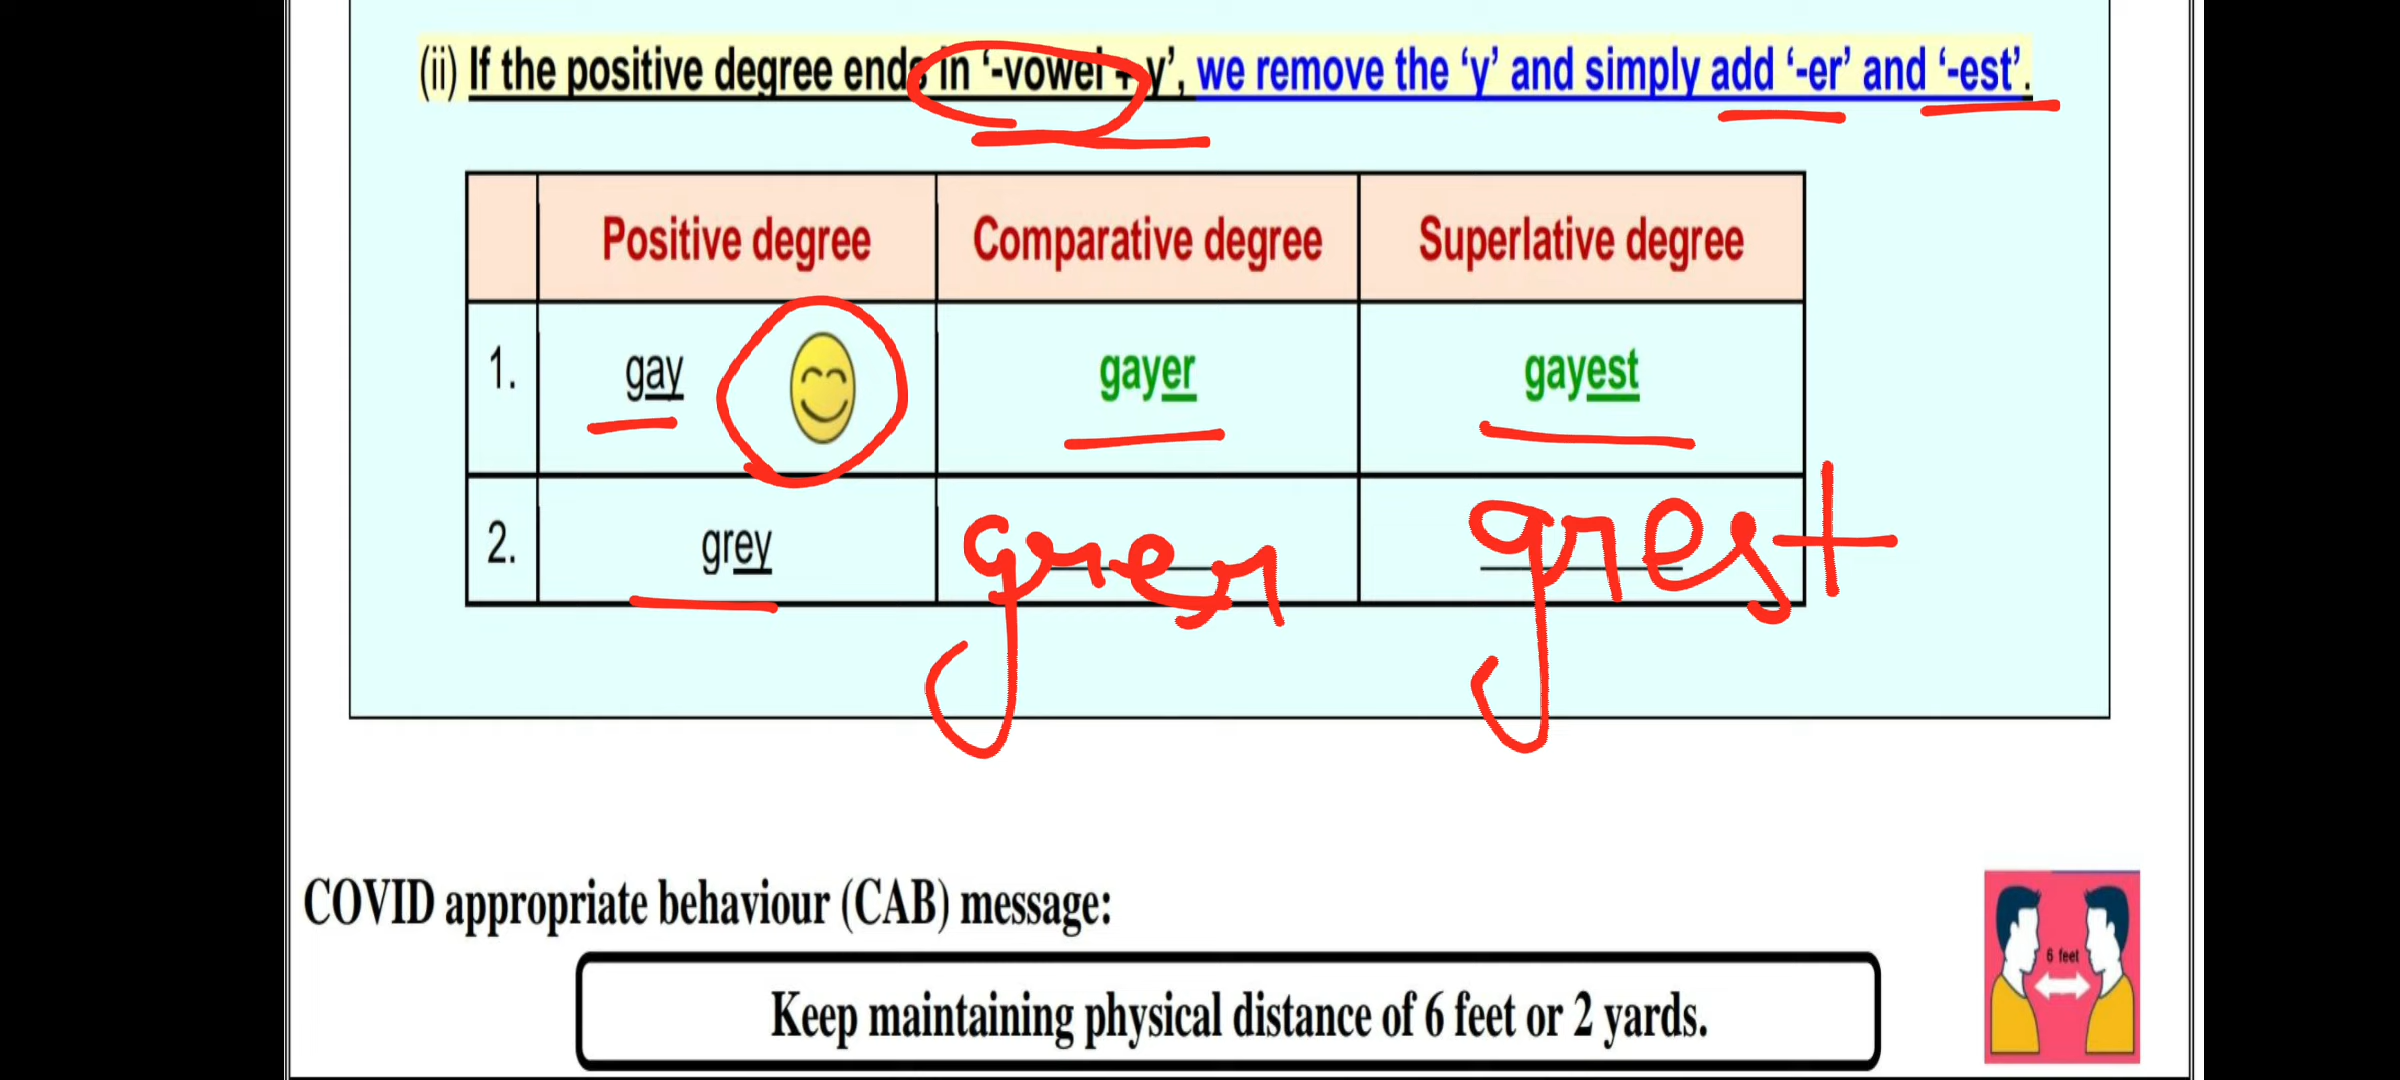 (ii) If the positive degree ends in ‘-vowel + y’, we remove the ‘y’ and simply add ‘-er’ and ‘-est’.
Positive degree Comparative degree Superlative degree
1. gay gayer gayest
2. grey grer grest
COVID appropriate behaviour (CAB) message:
6 feet
Keep maintaining physical distance of 6 feet or 2 yards.